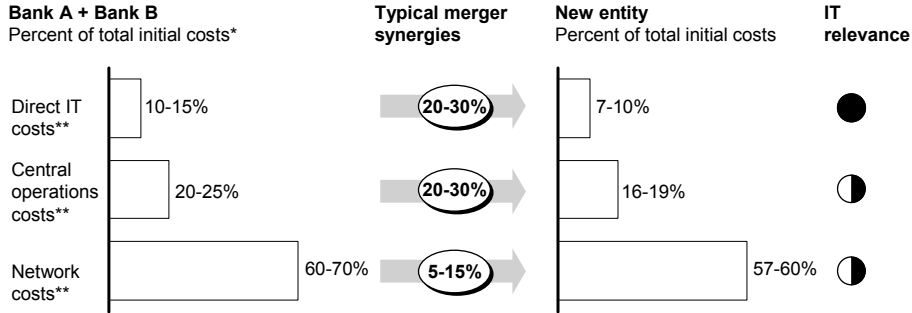 Bank A + Bank B
Percent of total initial costs*
Typical merger
synergies
New entity
Percent of total initial costs
IT
relevance
Direct IT
costs**
10-15%
20-30%
7-10%
Central
operations
costs**
20-25%
20-30%
16-19%
Network
costs**
60-70%
5-15%
57-60%